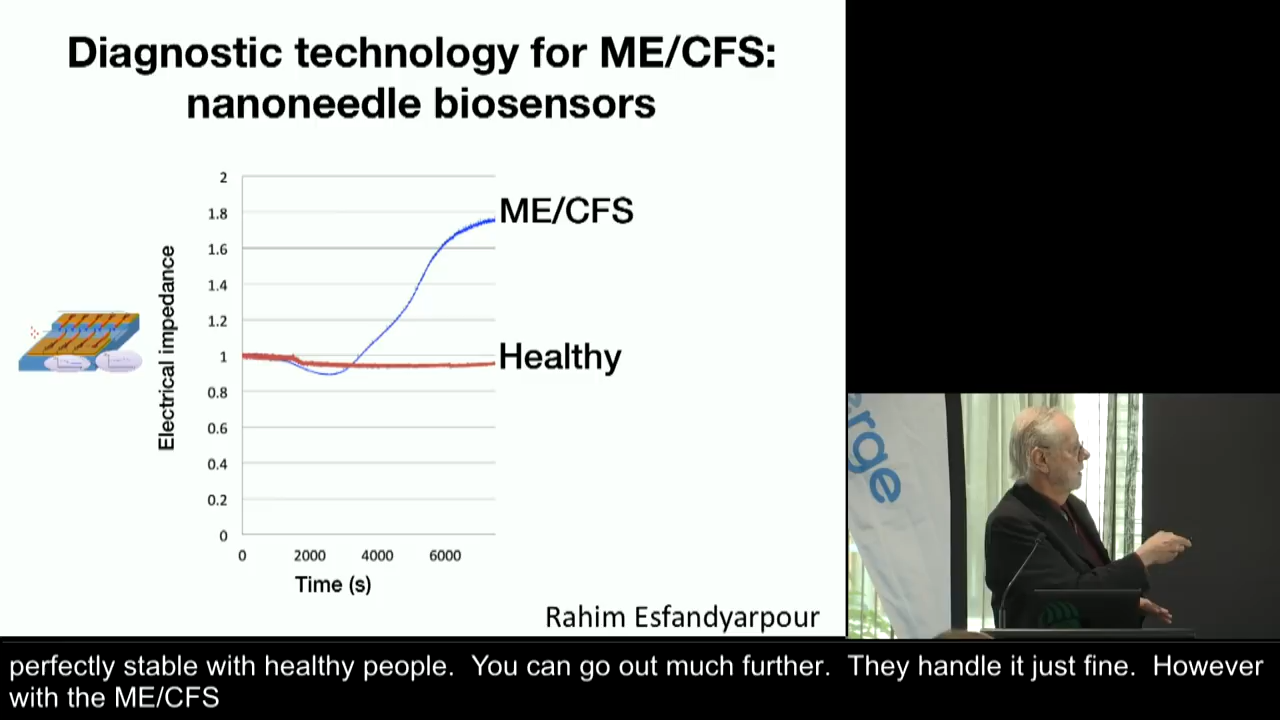 Diagnostic technology for ME/CFS:
nanoneedle biosensors
2
1.8
1.6
1.4
1.2
1
0.8
0.6
0.4
0.2
0
Electrical impedance
ME/CFS
Healthy
0 2000 4000 6000
Time (s)
Rahim Esfandyarpour
erge
perfectly stable with healthy people.  You can go out much further.  They handle it just fine.  However
with the ME/CFS